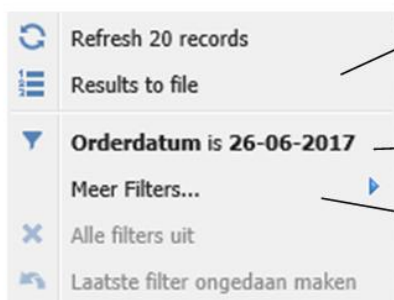 Refresh 20 records
Results to file
Orderdatum is 26-06-2017
Meer Filters...
Alle filters uit
Laatste filter ongedaan maken